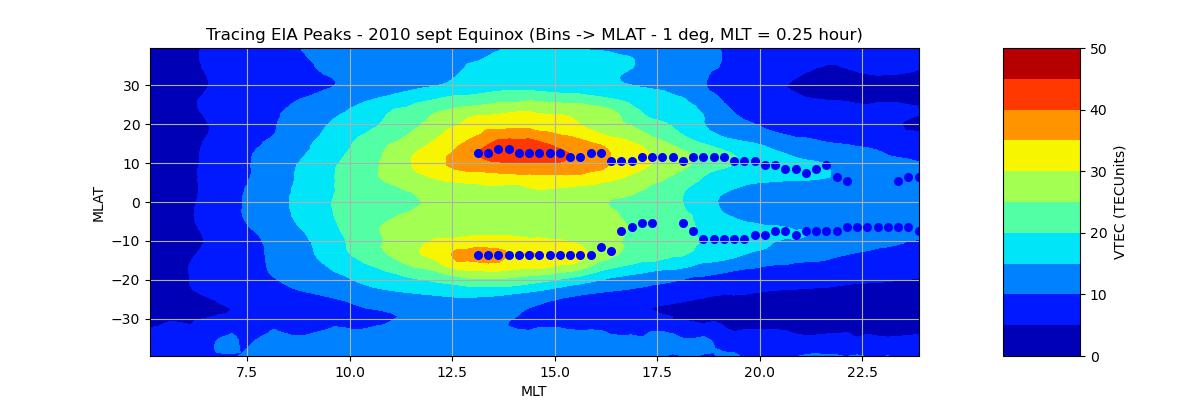 Tracing EIA Peaks - 2010 sept Equinox (Bins -> MLAT - 1 deg, MLT = 0.25 hour)
MLAT
30
20
10
0
−10
−20
−30
7.5 10.0 12.5 15.0 17.5 20.0 22.5
MLT
50
40
30
20
10
0
VTEC (TECUnits)